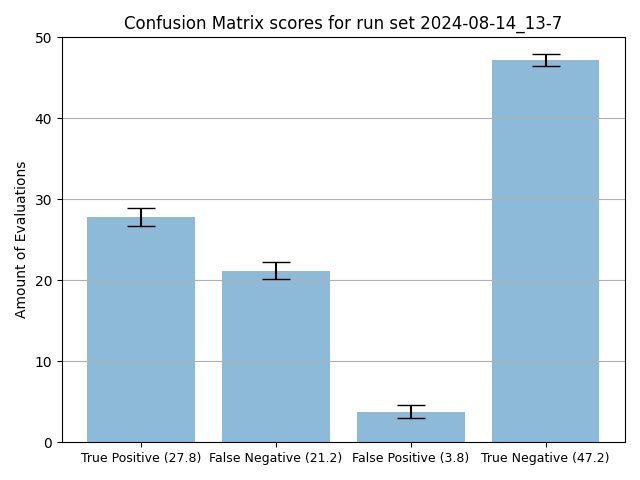 Confusion Matrix scores for run set 2024-08-14_13-7
Amount of Evaluations
50
40
30
20
10
0
True Positive (27.8)
False Negative (21.2)
False Positive (3.8)
True Negative (47.2)